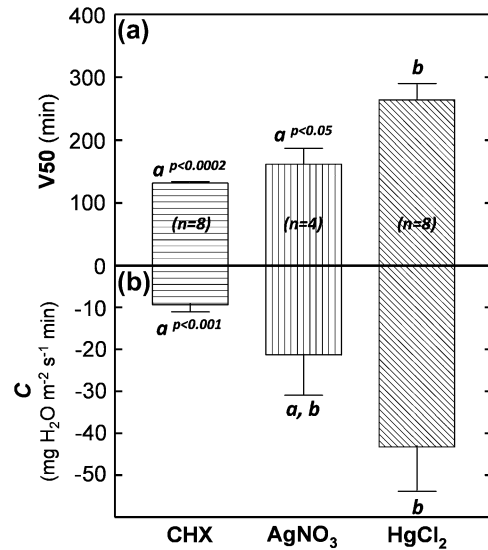 400
(a)
300
200
100
0
V50 (min)
b
a p<0.05
a p<0.0002
(n=8)
(n=4)
(n=8)
(b)
-10
-20
-30
-40
-50
C
(mg H₂O m⁻² s⁻¹ min)
a p<0.001
a, b
b
CHX AgNO₃ HgCl₂